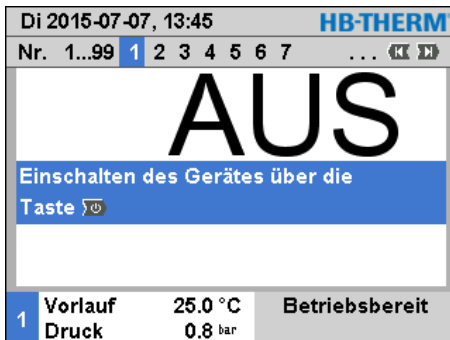 Di 2015-07-07, 13:45 HB-THERM
Nr. 1...99 1 2 3 4 5 6 7 ...
AUS
Einschalten des Gerätes über die
Taste
1 Vorlauf 25.0 °C Betriebsbereit
Druck 0.8 bar